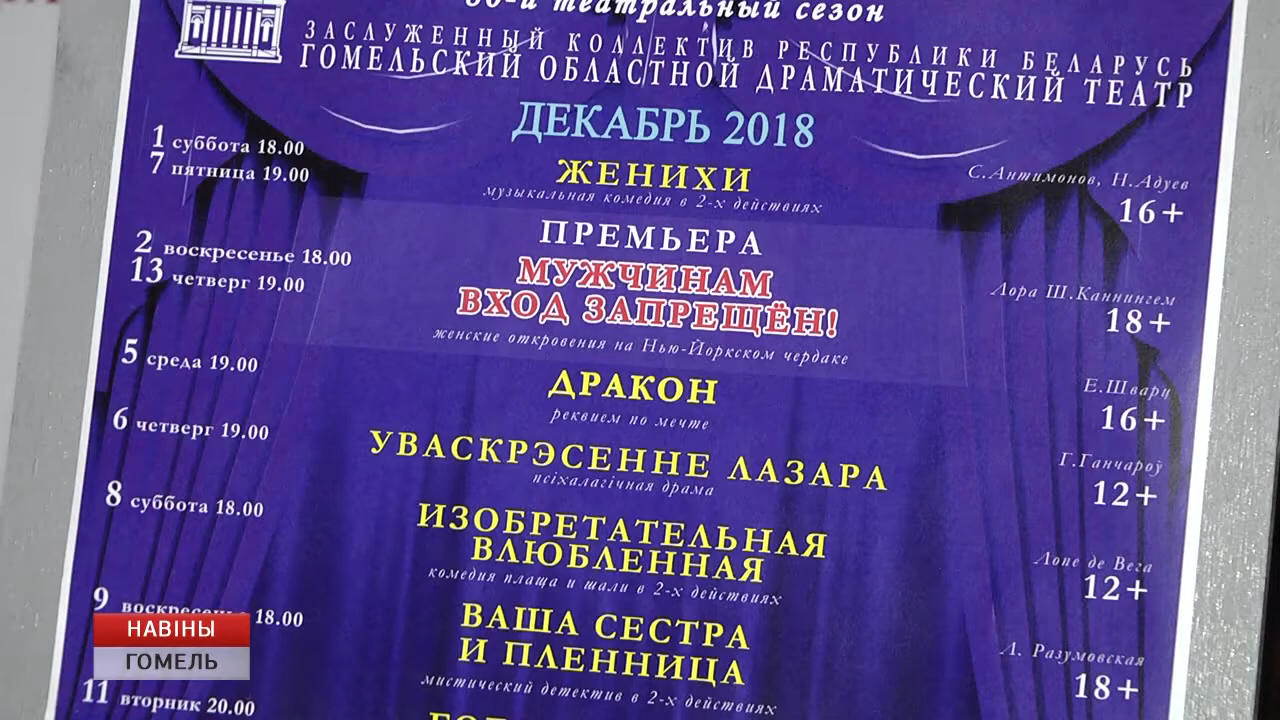 театральный сезон
ЗАСЛУЖЕННЫЙ КОЛЛЕКТИВ РЕСПУБЛИКИ БЕЛАРУСЬ
ГОМЕЛЬСКИЙ ОБЛАСТНОЙ ДРАМАТИЧЕСКИЙ ТЕАТР
ДЕКАБРЬ 2018
1 суббота 18.00
7 пятница 19.00
ЖЕНИХИ
музыкальная комедия в 2-х действиях
С.Антимонов, Н.Адуев
16+
2 воскресенье 18.00
13 четверг 19.00
ПРЕМЬЕРА
МУЖЧИНАМ
ВХОД ЗАПРЕЩЁН!
женские откровения на Нью-Йоркском чердаке
Лора Ш.Каннингем
18+
5 среда 19.00
ДРАКОН
реквием по мечте
Е.Шварц
16+
6 четверг 19.00
УВАСКРЭСЕННЕ ЛАЗАРА
псіхалагічная драма
Г.Ганчароў
12+
8 суббота 18.00
ИЗОБРЕТАТЕЛЬНАЯ
ВЛЮБЛЕННАЯ
комедия плаща и шали в 2-х действиях
Лопе де Вега
12+
9 воскресенье 18.00
ВАША СЕСТРА
И ПЛЕННИЦА
мистический детектив в 2-х действиях
Л. Разумовская
18+
11 вторник 20.00
НАВІНЫ
ГОМЕЛЬ